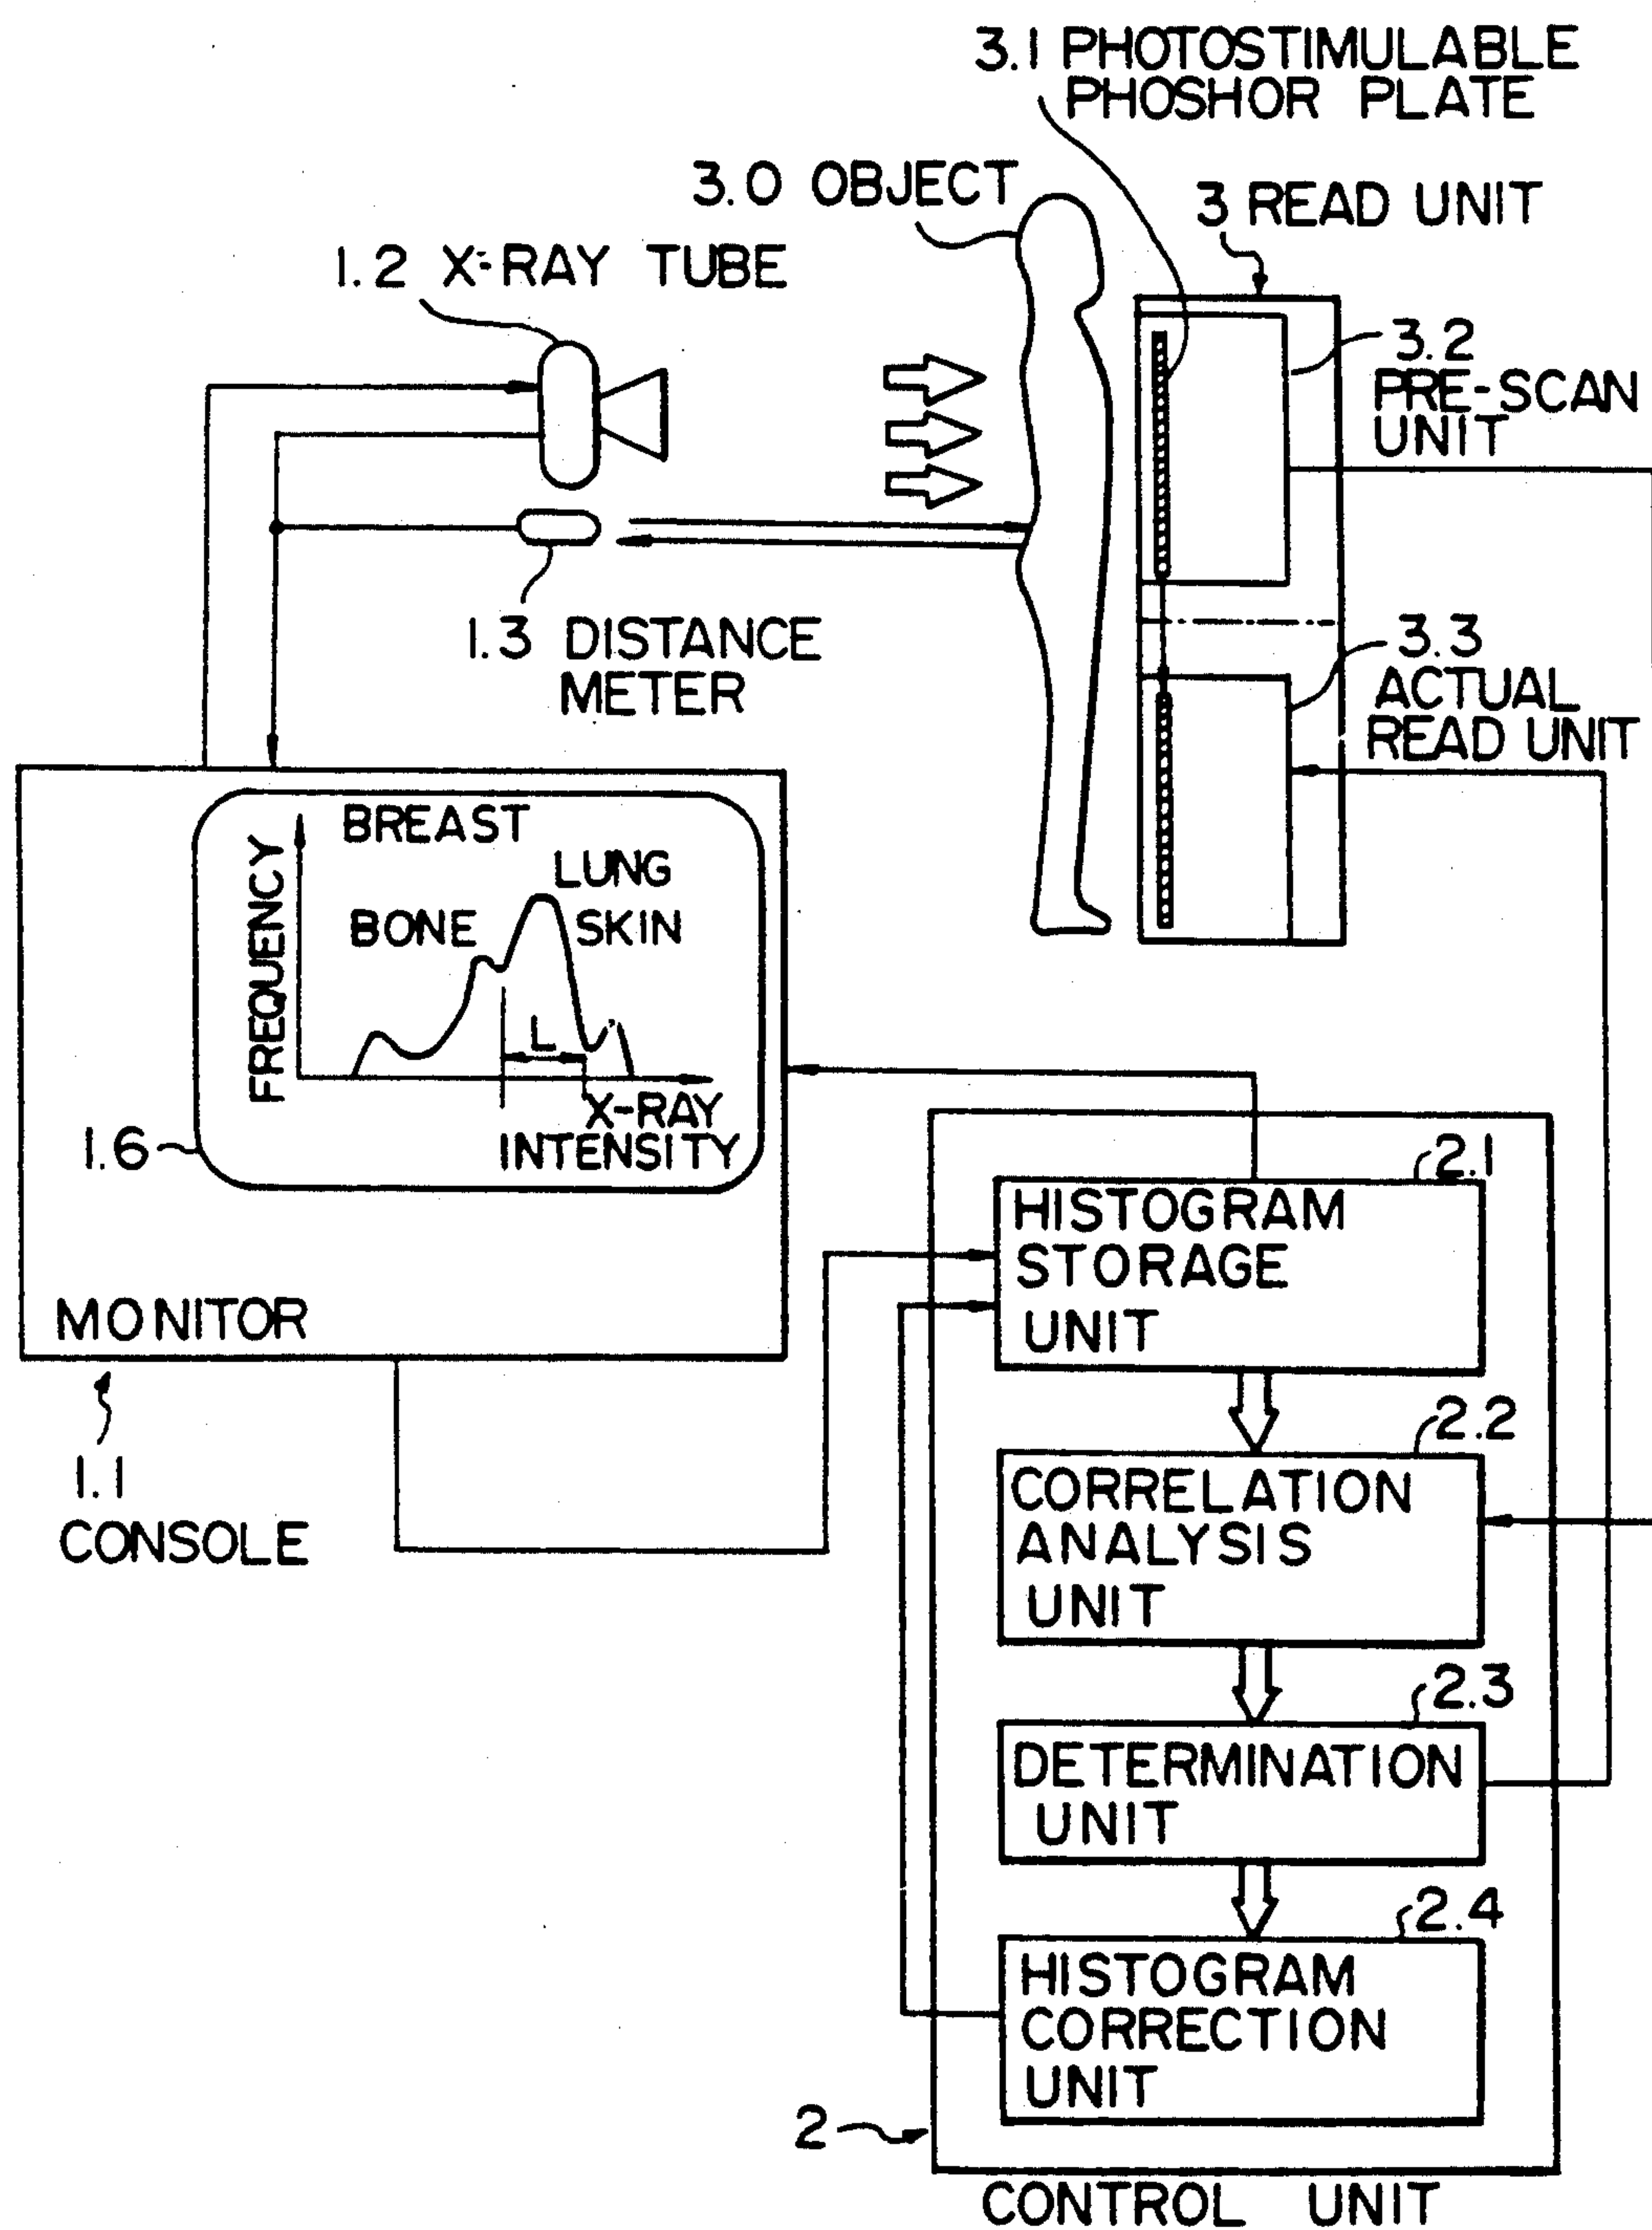 3.1 PHOTOSTIMULABLE
PHOSHOR PLATE
3.0 OBJECT
3 READ UNIT
1.2 X-RAY TUBE
3.2
PRE-SCAN
UNIT
1.3 DISTANCE
METER
3.3
ACTUAL
READ UNIT
BREAST
LUNG
BONE
SKIN
FREQUENCY
L
X-RAY
INTENSITY
1.6
MONITOR
1.1
CONSOLE
2.1
HISTOGRAM
STORAGE
UNIT
2.2
CORRELATION
ANALYSIS
UNIT
2.3
DETERMINATION
UNIT
2.4
HISTOGRAM
CORRECTION
UNIT
2
CONTROL UNIT